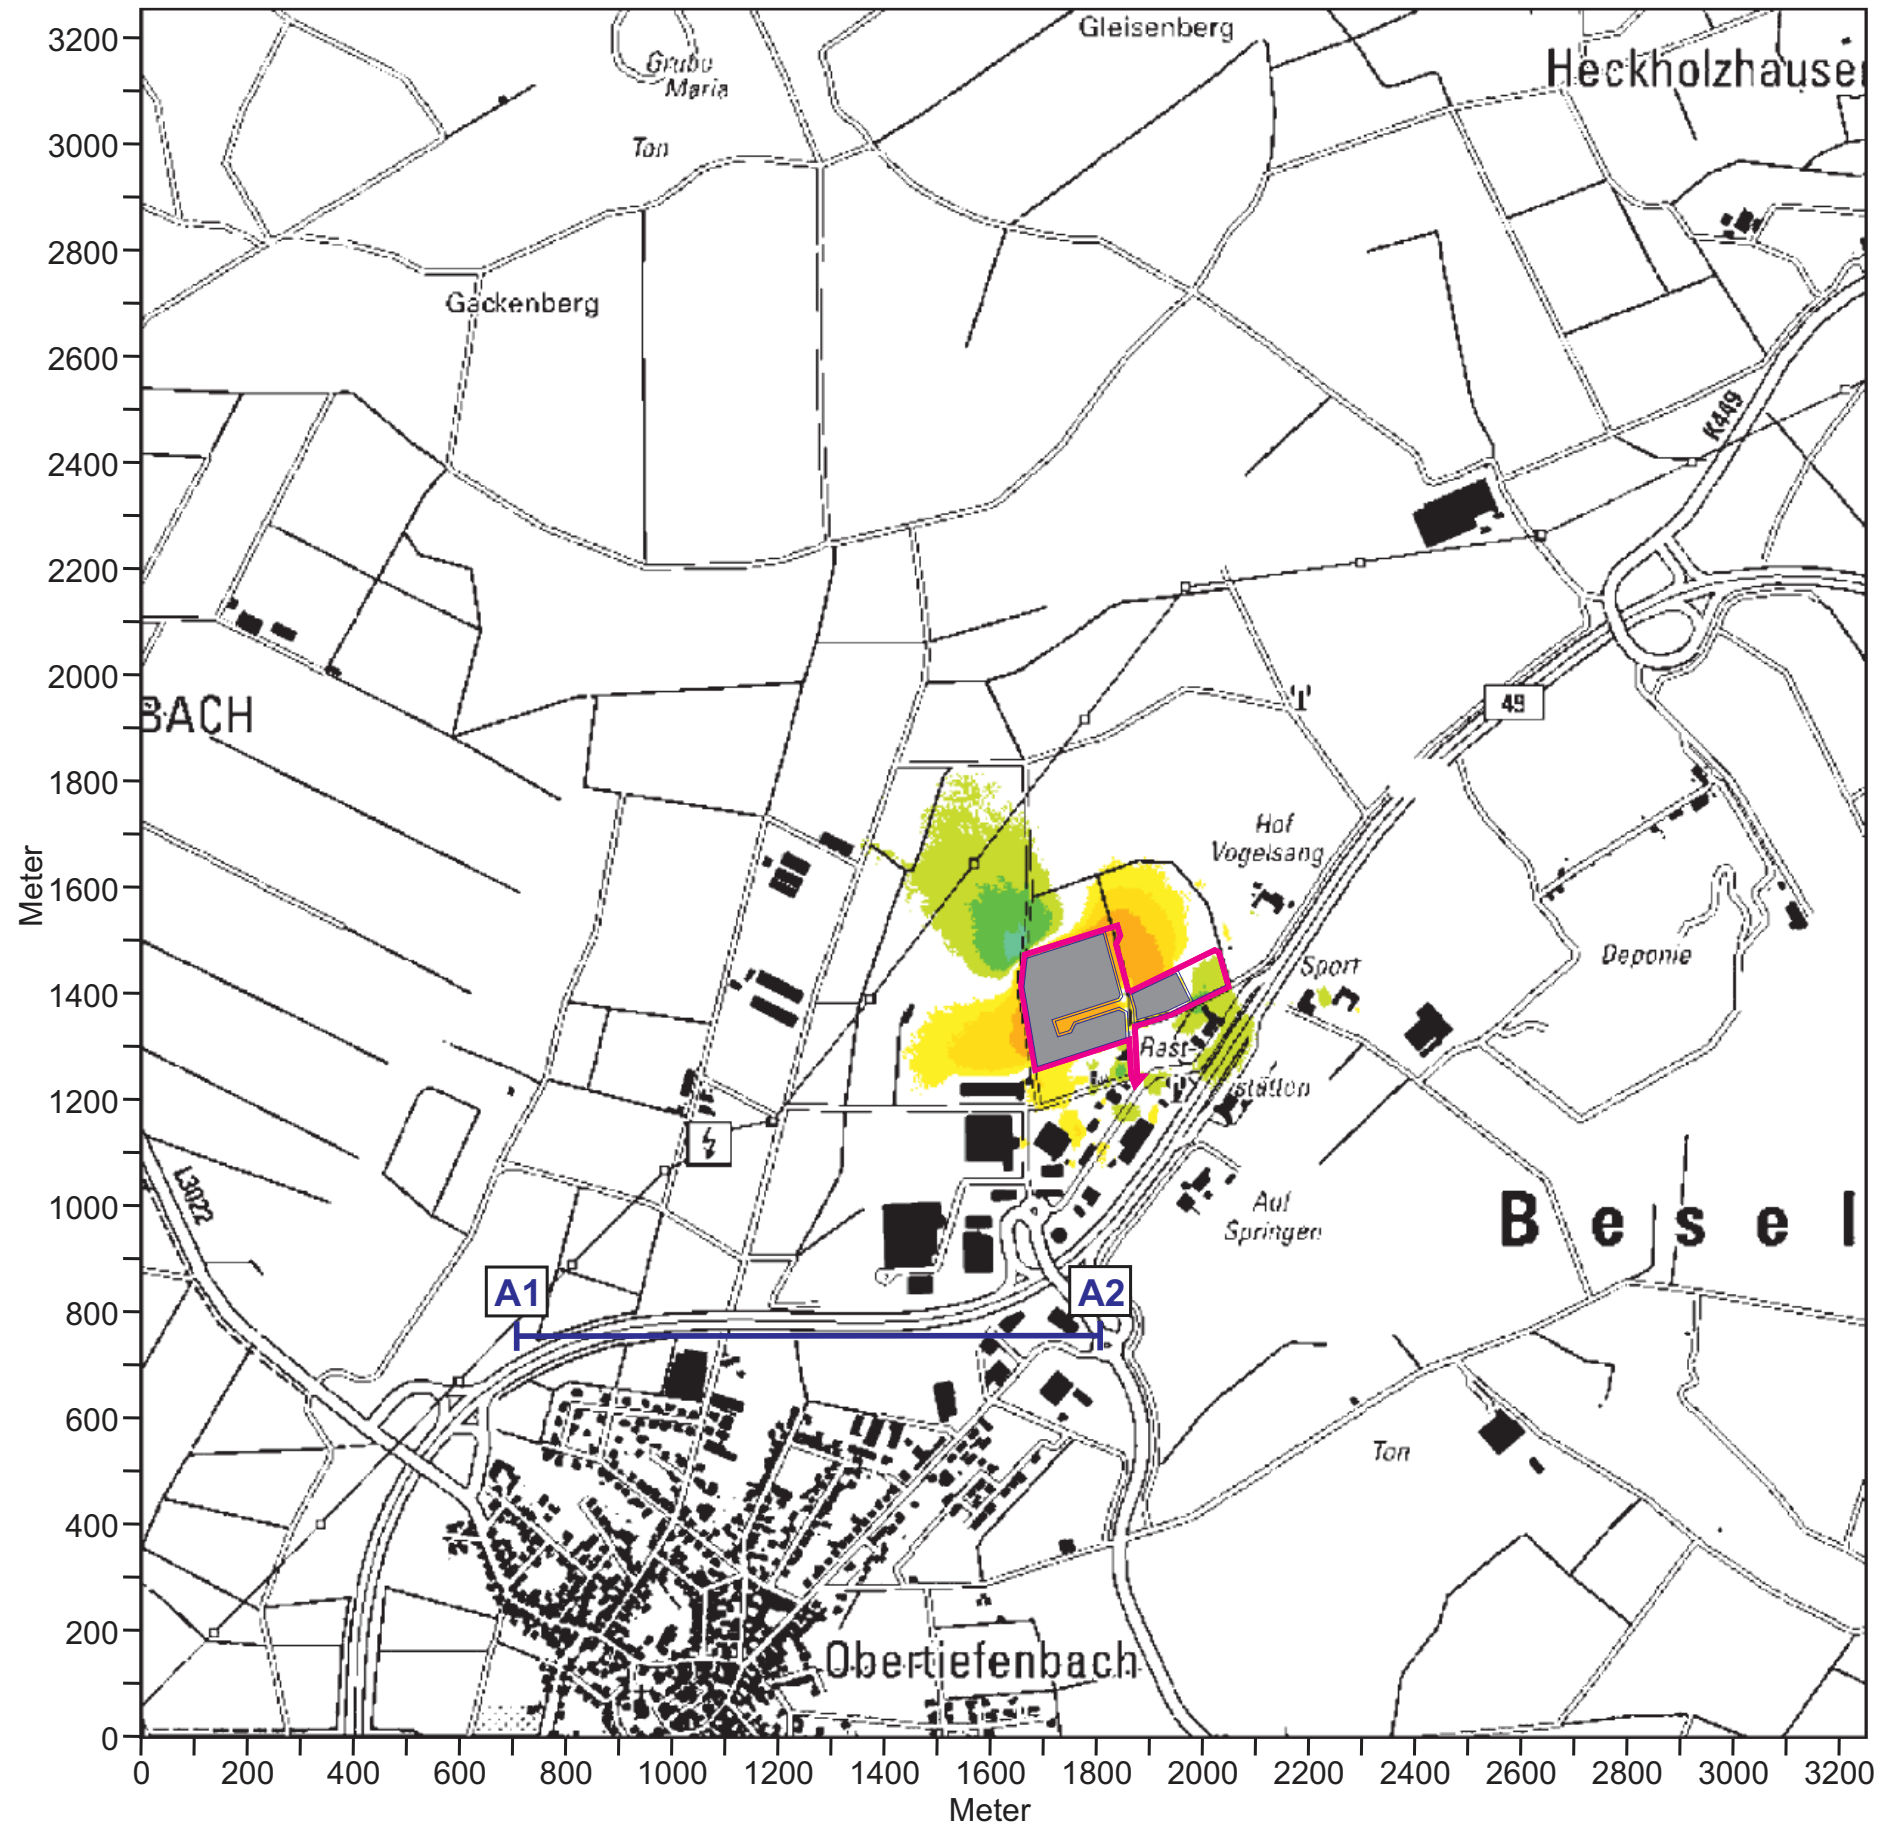 Gleisenberg
Heckholzhausen
Grube
Maria
Ton
Gackenberg
K449
BACH
49
Hof
Vogelsang
Sport
Deponie
Rast-
stätten
L3022
Auf
Springen
B e s e l
A1
A2
Ton
Obertiefenbach
3200
3000
2800
2600
2400
2200
2000
1800
1600
1400
1200
1000
800
600
400
200
0
Meter
0 200 400 600 800 1000 1200 1400 1600 1800 2000 2200 2400 2600 2800 3000 3200
Meter